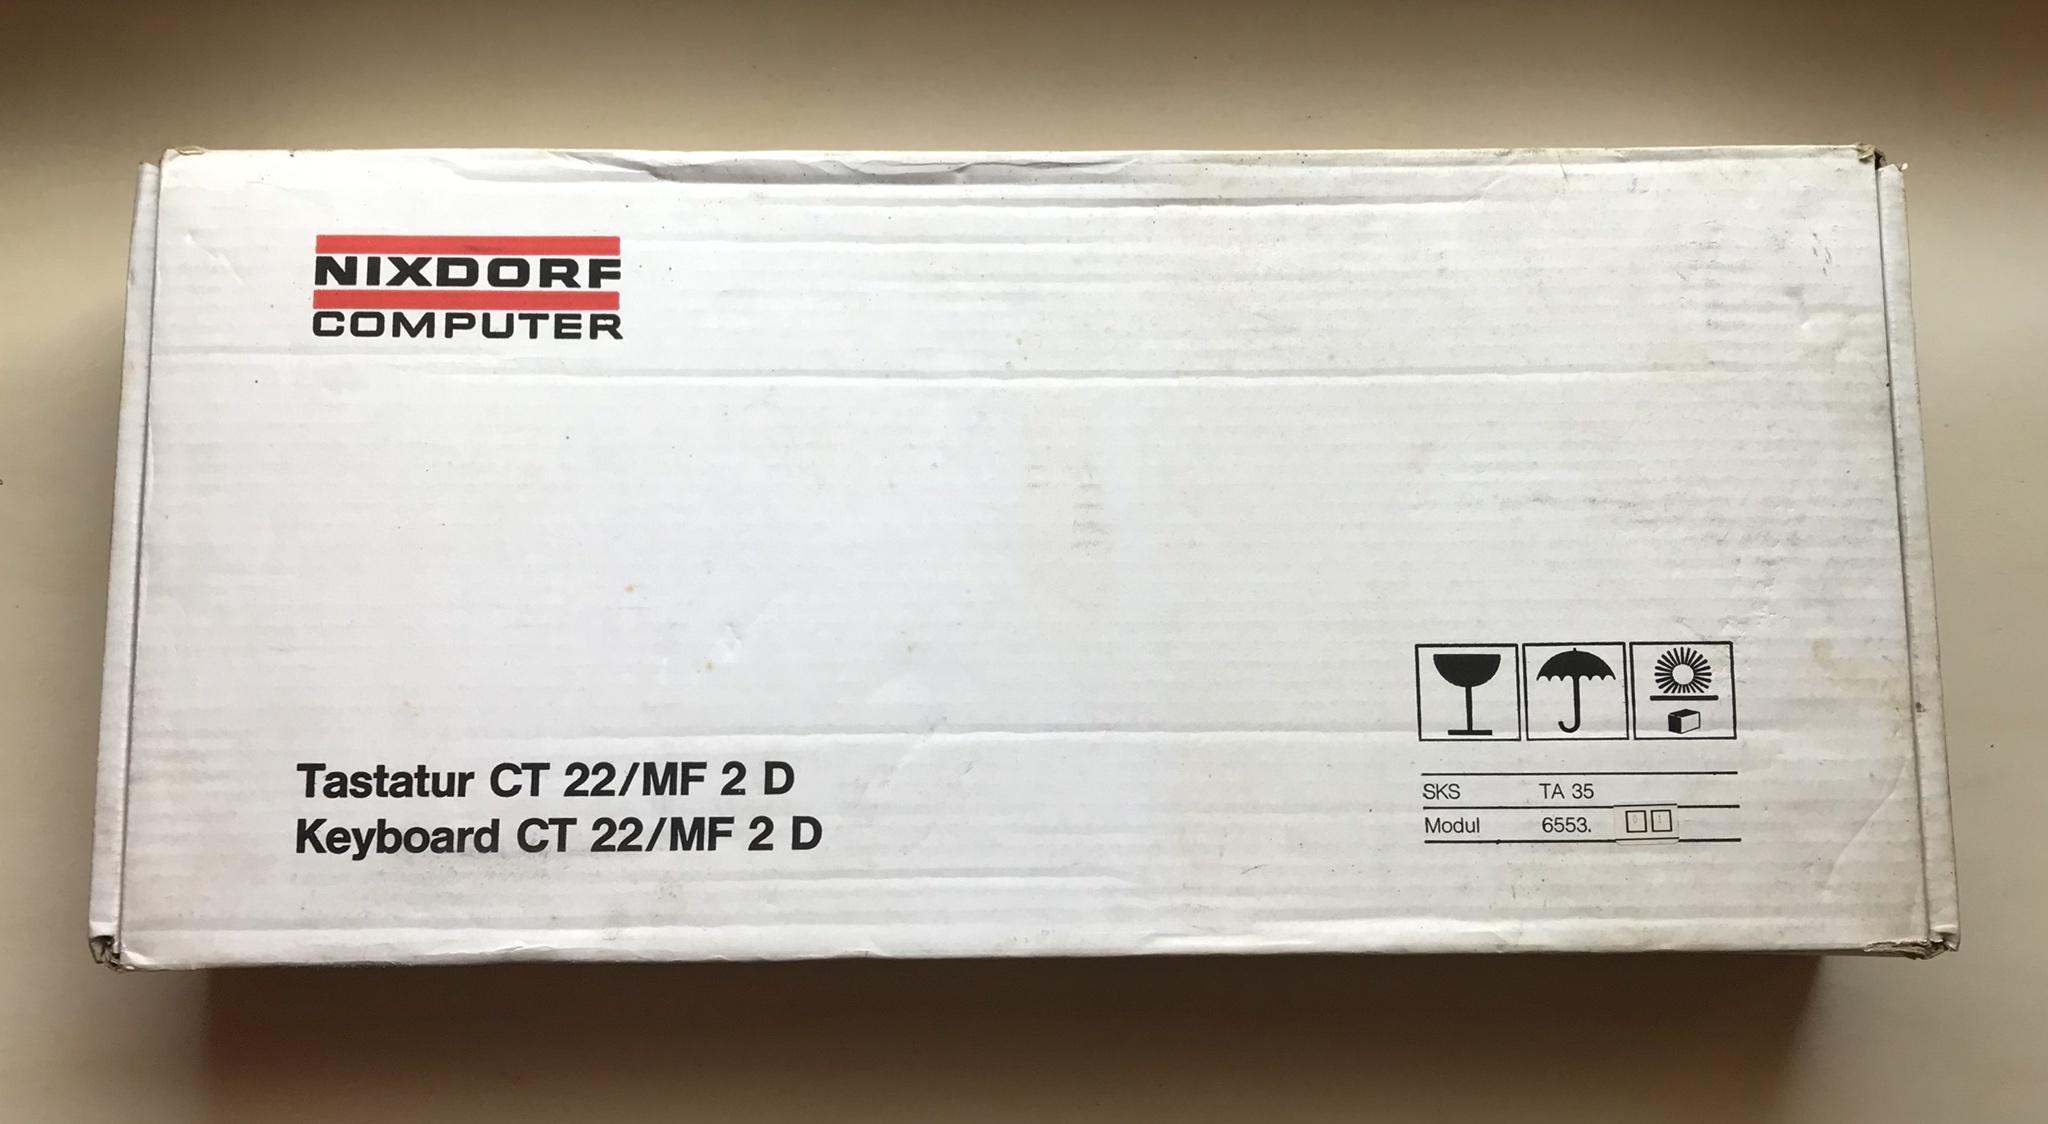 NIXDORF
COMPUTER
Tastatur CT 22/MF 2 D
Keyboard CT 22/MF 2 D
SKS TA 35
Modul 6553.